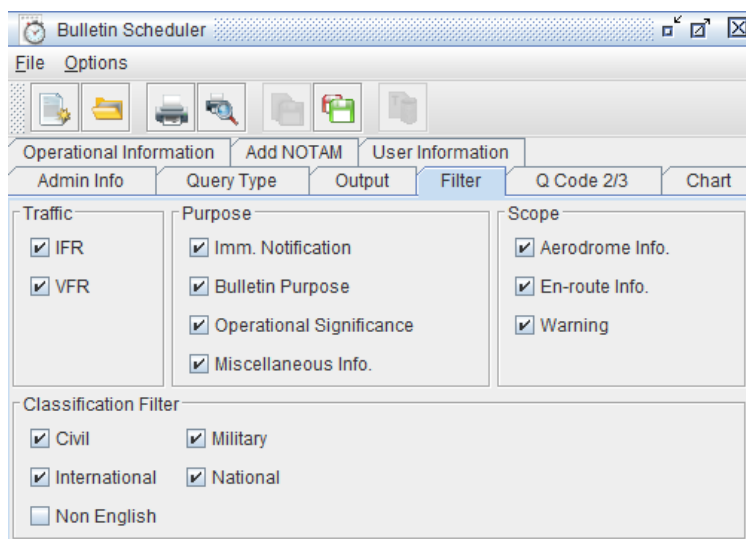 Bulletin Scheduler
File Options
Operational Information Add NOTAM User Information
Admin Info Query Type Output Filter Q Code 2/3 Chart
Traffic Purpose Scope
IFR Imm. Notification Aerodrome Info.
VFR Bulletin Purpose En-route Info.
Operational Significance Warning
Miscellaneous Info.
Classification Filter
Civil Military
International National
Non English